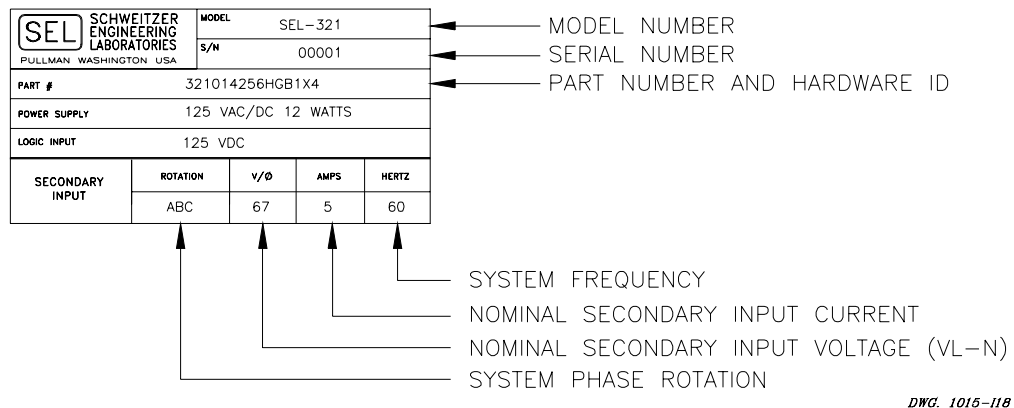 SEL SCHWEITZER ENGINEERING LABORATORIES
PULLMAN WASHINGTON USA
MODEL SEL-321
S/N 00001
PART # 321014256HGB1X4
POWER SUPPLY 125 VAC/DC 12 WATTS
LOGIC INPUT 125 VDC
SECONDARY INPUT
ROTATION V/Ø AMPS HERTZ
ABC 67 5 60
MODEL NUMBER
SERIAL NUMBER
PART NUMBER AND HARDWARE ID
SYSTEM FREQUENCY
NOMINAL SECONDARY INPUT CURRENT
NOMINAL SECONDARY INPUT VOLTAGE (VL-N)
SYSTEM PHASE ROTATION
DWG. 1015-I18